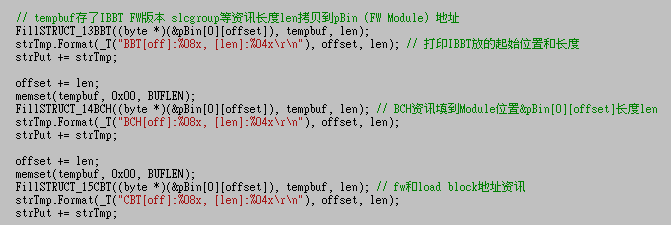 // tempbuf存了IBBT FW版本 slcgroup等资讯长度len拷贝到pBin (FW Module) 地址
FillSTRUCT_13BBT((byte *)(&pBin[0][offset]), tempbuf, len);
strTmp.Format(_T("BBT[off]:%08x, [len]:%04x\r\n"), offset, len); // 打印IBBT放的起始位置和长度
strPut += strTmp;

offset += len;
memset(tempbuf, 0x00, BUFLEN);
FillSTRUCT_14BCH((byte *)(&pBin[0][offset]), tempbuf, len); // BCH资讯填到Module位置&pBin[0][offset]长度len
strTmp.Format(_T("BCH[off]:%08x, [len]:%04x\r\n"), offset, len);
strPut += strTmp;

offset += len;
memset(tempbuf, 0x00, BUFLEN);
FillSTRUCT_15CBT((byte *)(&pBin[0][offset]), tempbuf, len); // fw和load block地址资讯
strTmp.Format(_T("CBT[off]:%08x, [len]:%04x\r\n"), offset, len);
strPut += strTmp;